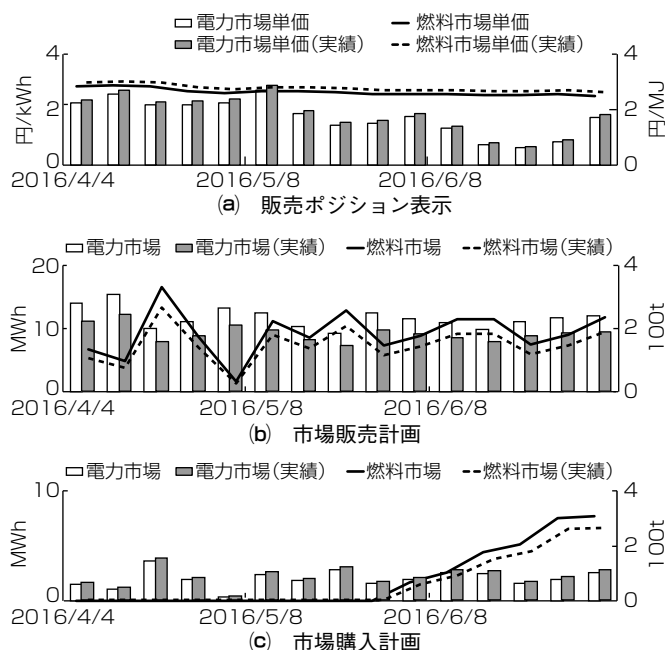 電力市場単価 燃料市場単価
電力市場単価(実績) 燃料市場単価(実績)
4 4
円/kWh 2 2 円/MJ
0 0
2016/4/4 2016/5/8 2016/6/8
(a) 販売ポジション表示
電力市場 電力市場(実績) 燃料市場 燃料市場(実績)
20 4
MWh 10 2 100t
0 0
2016/4/4 2016/5/8 2016/6/8
(b) 市場販売計画
電力市場 電力市場(実績) 燃料市場 燃料市場(実績)
10 4
MWh 2 100t
0 0
2016/4/4 2016/5/8 2016/6/8
(c) 市場購入計画